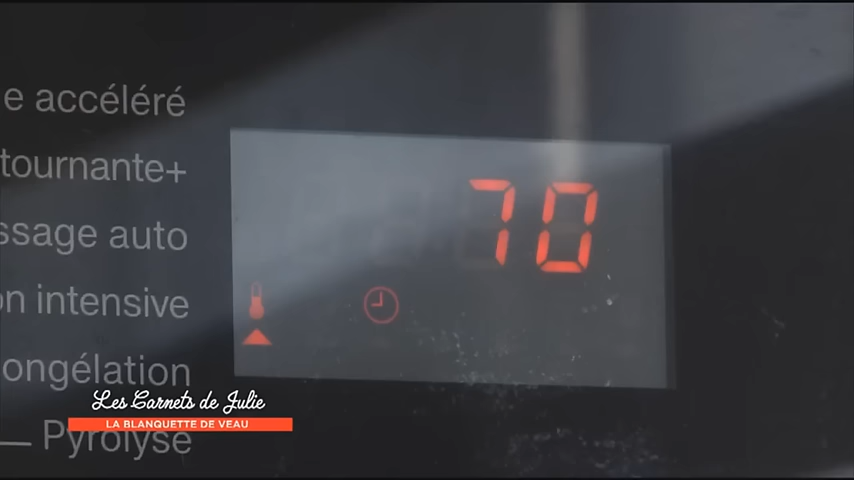 e accéléré
tournante+
ssage auto
on intensive
ongélation
Pyrolyse
70
Les Carnets de Julie
LA BLANQUETTE DE VEAU